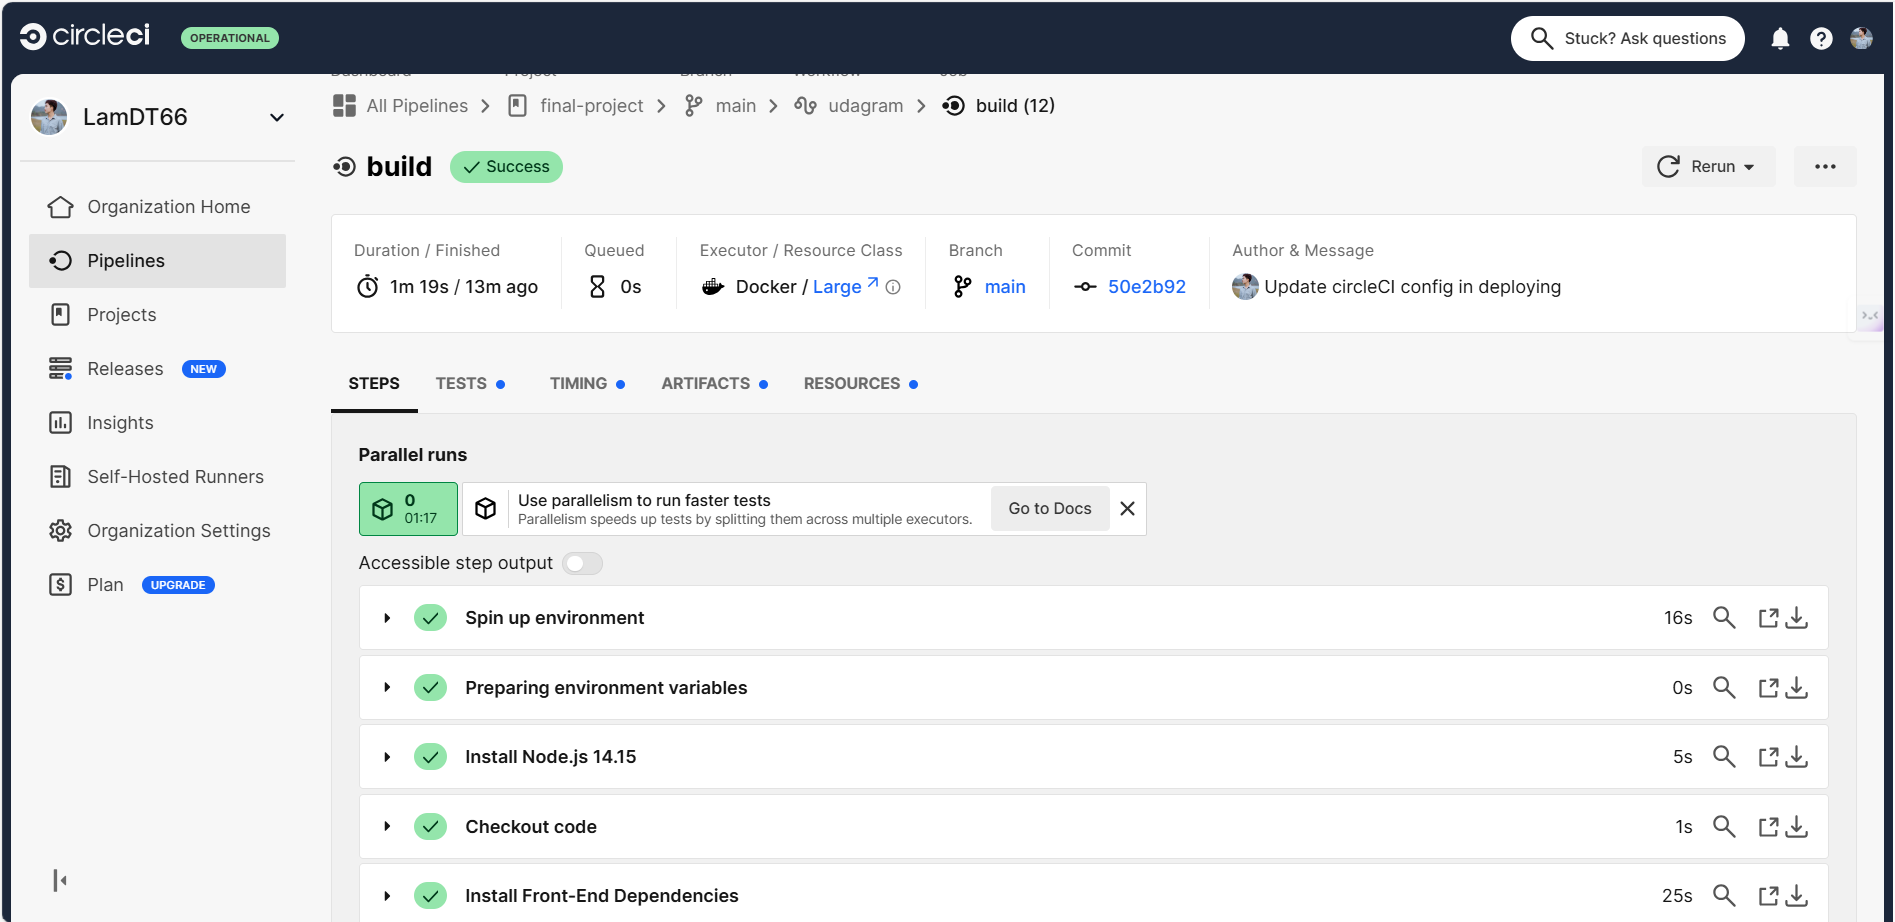 circleci
OPERATIONAL
Stuck? Ask questions
LamDT66
Organization Home
Pipelines
Projects
Releases NEW
Insights
Self-Hosted Runners
Organization Settings
Plan UPGRADE
Dashboard Project Branch Workflow Job
All Pipelines final-project main udagram build (12)
build Success
Rerun
Duration / Finished
1m 19s / 13m ago
Queued
0s
Executor / Resource Class
Docker / Large
Branch
main
Commit
50e2b92
Author & Message
Update circleCI config in deploying
STEPS TESTS TIMING ARTIFACTS RESOURCES
Parallel runs
0
01:17
Use parallelism to run faster tests
Parallelism speeds up tests by splitting them across multiple executors.
Go to Docs
Accessible step output
Spin up environment 16s
Preparing environment variables 0s
Install Node.js 14.15 5s
Checkout code 1s
Install Front-End Dependencies 25s